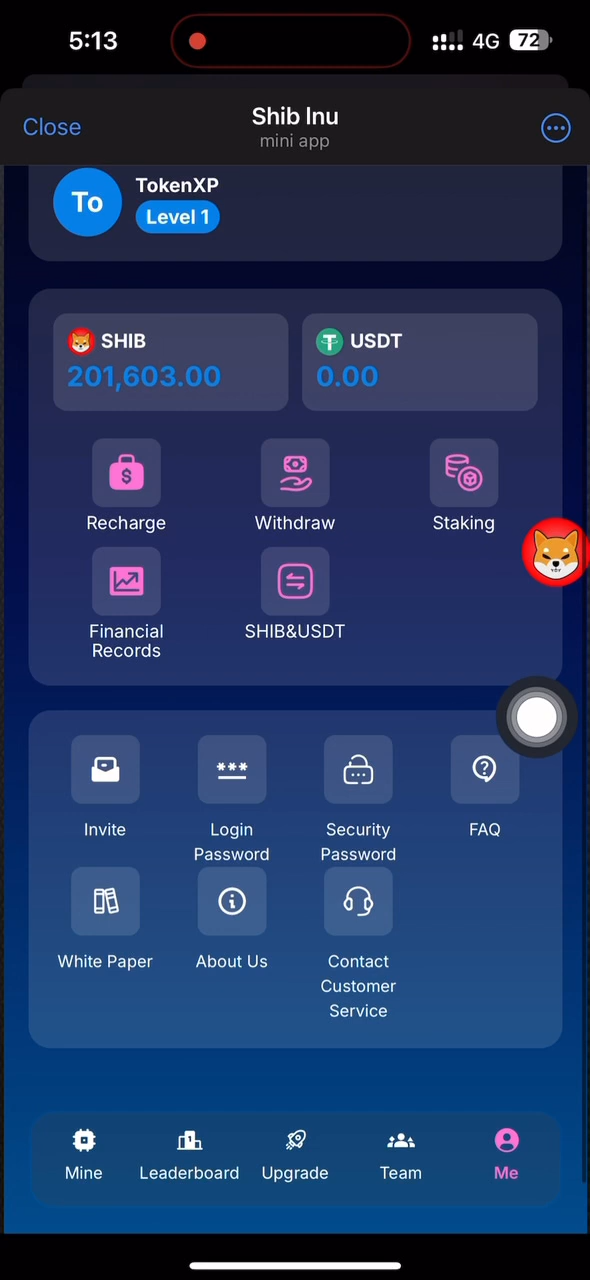 5:13
4G
72
Close
Shib Inu
mini app
To
TokenXP
Level 1
SHIB
201,603.00
USDT
0.00
Recharge
Withdraw
Staking
Financial
Records
SHIB&USDT
Invite
Login
Password
Security
Password
FAQ
White Paper
About Us
Contact
Customer
Service
Mine
Leaderboard
Upgrade
Team
Me